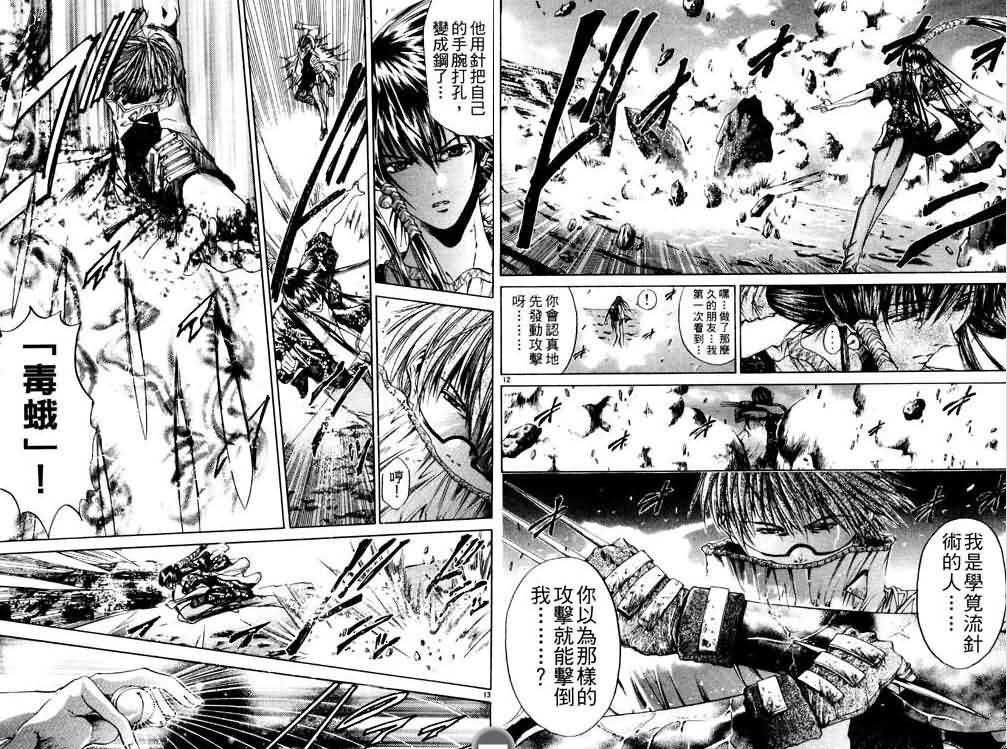 嘿…做了那麼
久的朋友…我
第一次看到…
…
！
你會認真地
先發動攻擊
呀………
12
我是學筧流針
術的人……
你以為那樣的
攻擊就能擊倒
我………？
他用針把自己
的手腕打孔，
變成鋼了…
哼！
「毒蛾」！
13